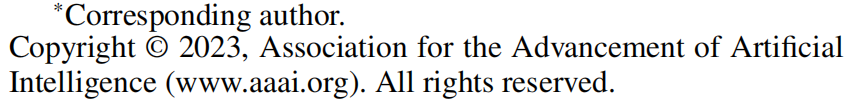 *Corresponding author.
Copyright © 2023, Association for the Advancement of Artificial
Intelligence (www.aaai.org). All rights reserved.